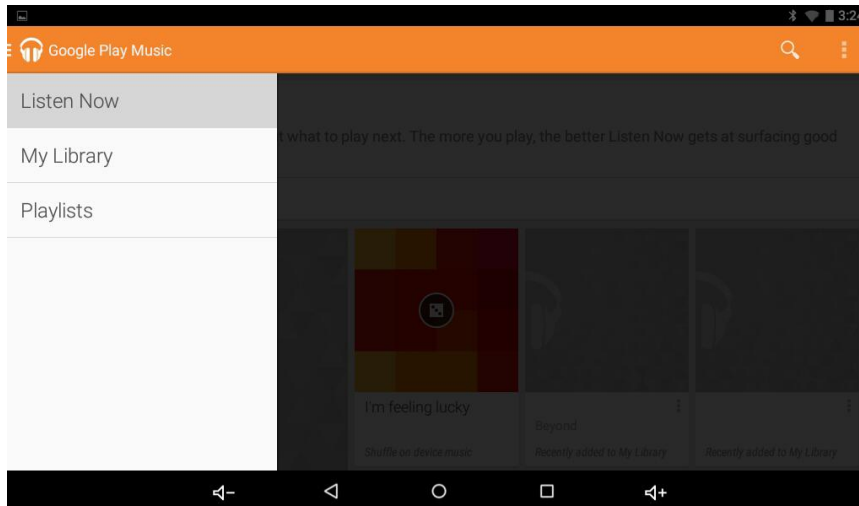 3:24
Google Play Music
Listen Now
My Library
Playlists
t what to play next. The more you play, the better Listen Now gets at surfacing good
I'm feeling lucky
Shuffle on device music
Beyond
Recently added to My Library
Recently added to My Library